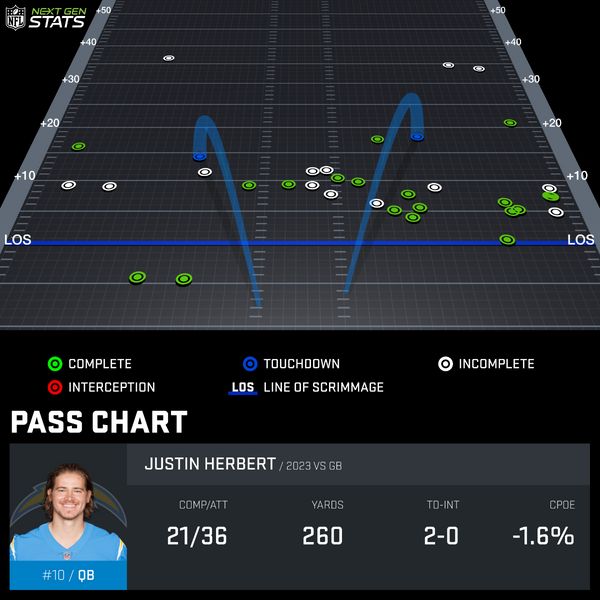 NFL NEXT GEN STATS
+50 +50
+40 +40
+30 +30
+20 +20
+10 +10
LOS LOS
COMPLETE TOUCHDOWN INCOMPLETE
INTERCEPTION LOS LINE OF SCRIMMAGE
PASS CHART
JUSTIN HERBERT / 2023 VS GB
COMP/ATT YARDS TD-INT CPOE
21/36 260 2-0 -1.6%
#10 / QB